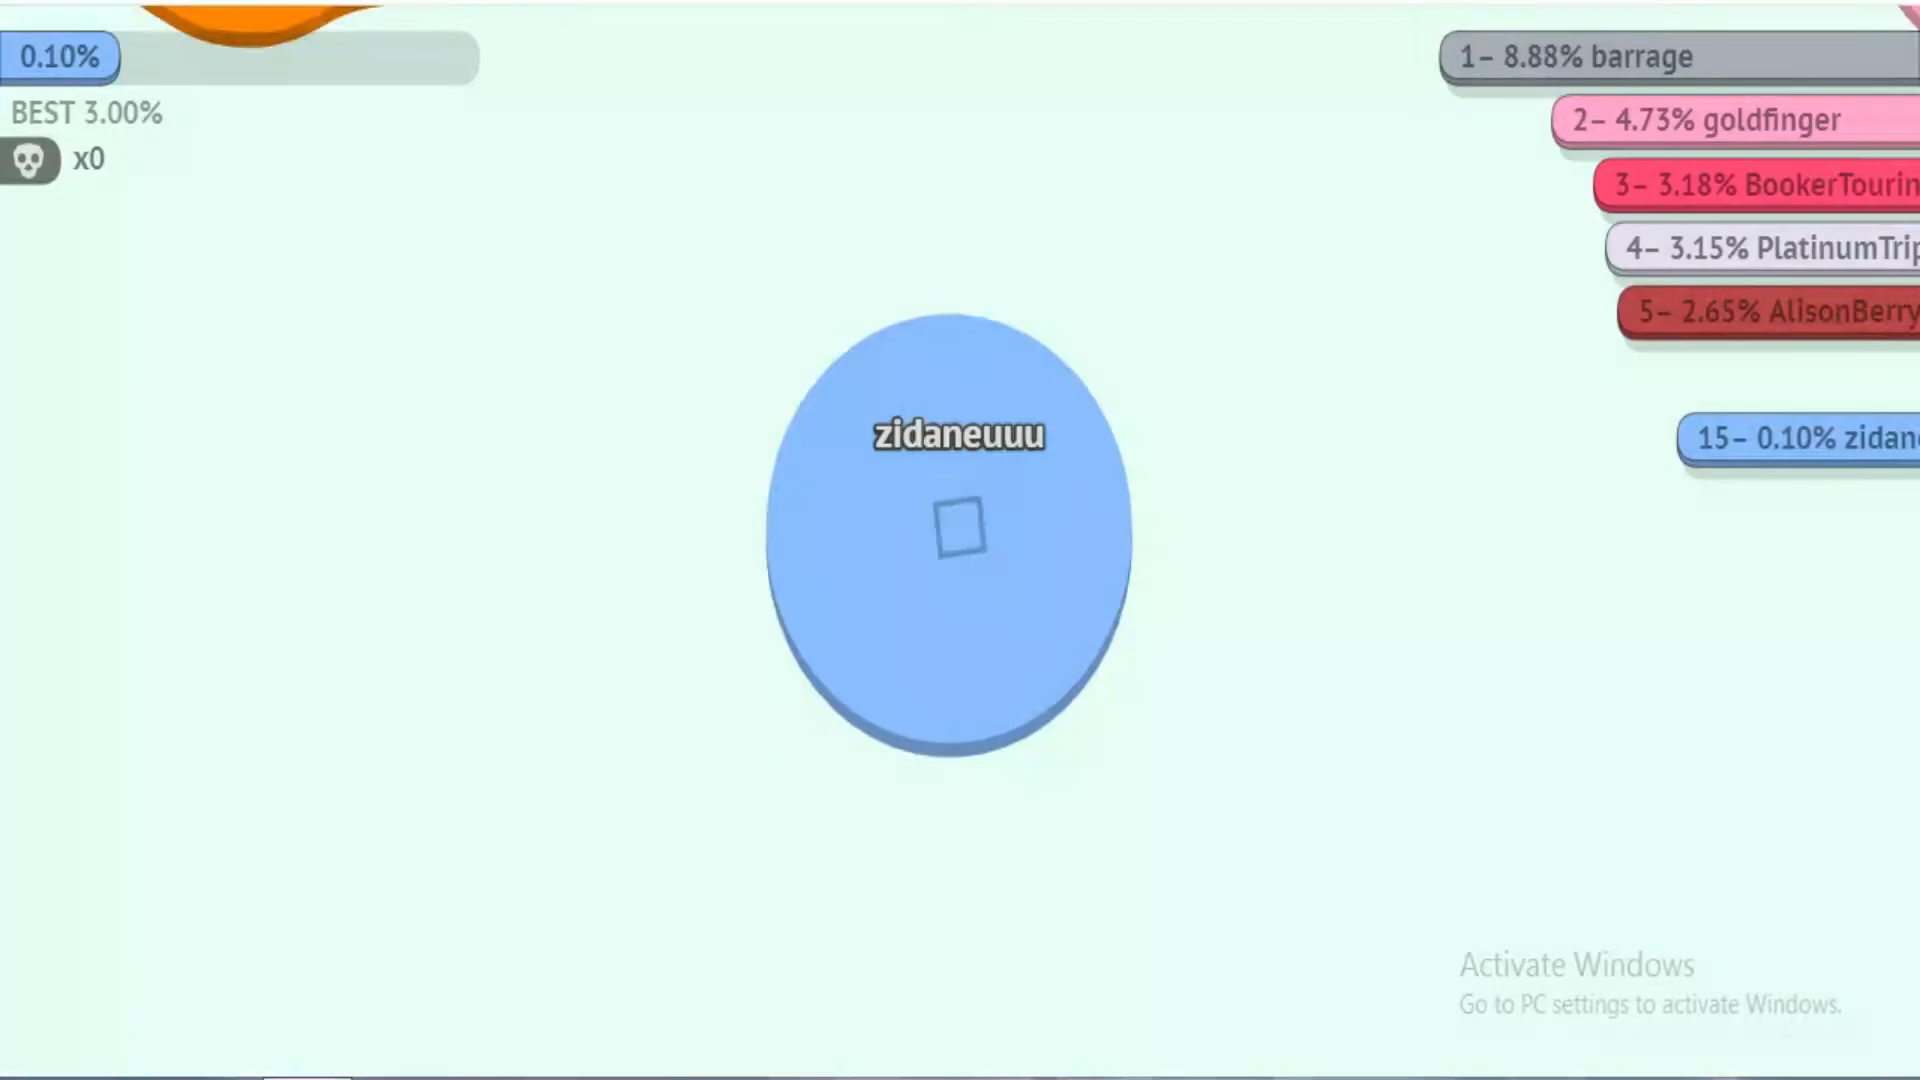 0.10%
BEST 3.00%
x0
1– 8.88% barrage
2– 4.73% goldfinger
3– 3.18% BookerTourin
4– 3.15% PlatinumTrip
5– 2.65% AlisonBerry
15– 0.10% zidane
zidaneuuu
Activate Windows
Go to PC settings to activate Windows.